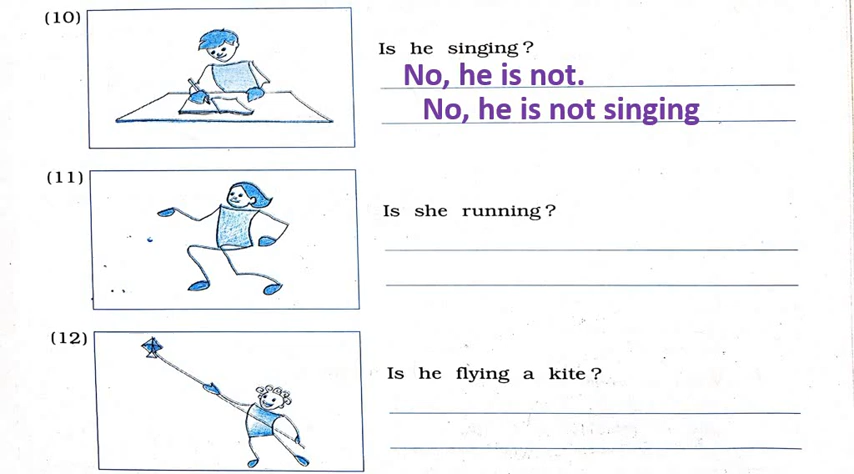 (10)
Is he singing?
No, he is not.
No, he is not singing
(11)
Is she running?
(12)
Is he flying a kite?